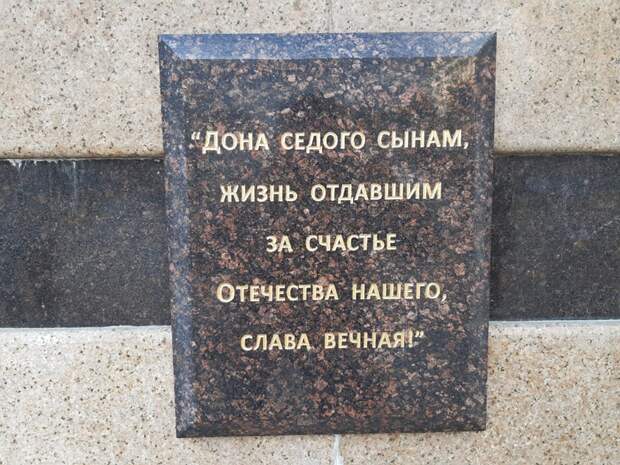 “Дона седого сынам,
жизнь отдавшим
за счастье
Отечества нашего,
слава вечная!”